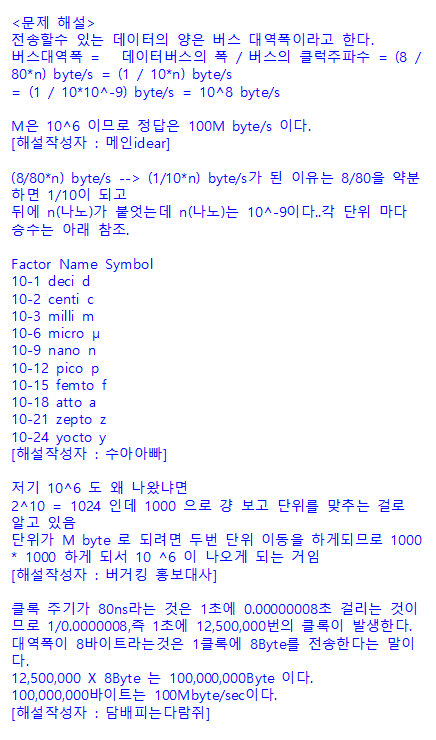 <문제 해설>
전송할수 있는 데이터의 양은 버스 대역폭이라고 한다.
버스대역폭 =   데이터버스의 폭 / 버스의 클럭주파수 = (8 /
80*n) byte/s = (1 / 10*n) byte/s
= (1 / 10*10^-9) byte/s = 10^8 byte/s

M은 10^6 이므로 정답은 100M byte/s 이다.
[해설작성자 : 메인idear]

(8/80*n) byte/s --> (1/10*n) byte/s가 된 이유는 8/80을 약분
하면 1/10이 되고
뒤에 n(나노)가 붙엇는데 n(나노)는 10^-9이다..각 단위 마다
승수는 아래 참조.

Factor Name Symbol
10-1 deci d
10-2 centi c
10-3 milli m
10-6 micro µ
10-9 nano n
10-12 pico p
10-15 femto f
10-18 atto a
10-21 zepto z
10-24 yocto y
[해설작성자 : 수아아빠]

저기 10^6 도 왜 나왔냐면
2^10 = 1024 인데 1000 으로 걍 보고 단위를 맞추는 걸로
알고 있음
단위가 M byte 로 되려면 두번 단위 이동을 하게되므로 1000
* 1000 하게 되서 10 ^6 이 나오게 되는 거임
[해설작성자 : 버거킹 홍보대사]

클록 주기가 80ns라는 것은 1초에 0.00000008초 걸리는 것이
므로 1/0.0000008,즉 1초에 12,500,000번의 클록이 발생한다.
대역폭이 8바이트라는것은 1클록에 8Byte를 전송한다는 말이
다.
12,500,000 X 8Byte 는 100,000,000Byte 이다.
100,000,000바이트는 100Mbyte/sec이다.
[해설작성자 : 담배피는다람쥐]